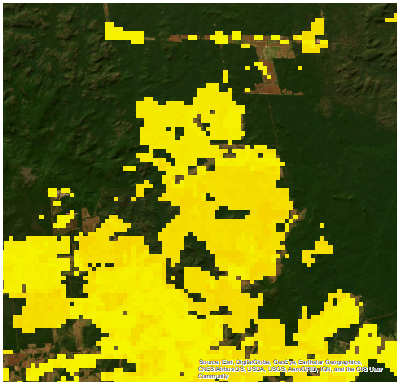 Source: Esri, DigitalGlobe, GeoEye, Earthstar Geographics,
CNES/Airbus DS, USDA, USGS, AeroGRID, IGN, and the GIS User
Community